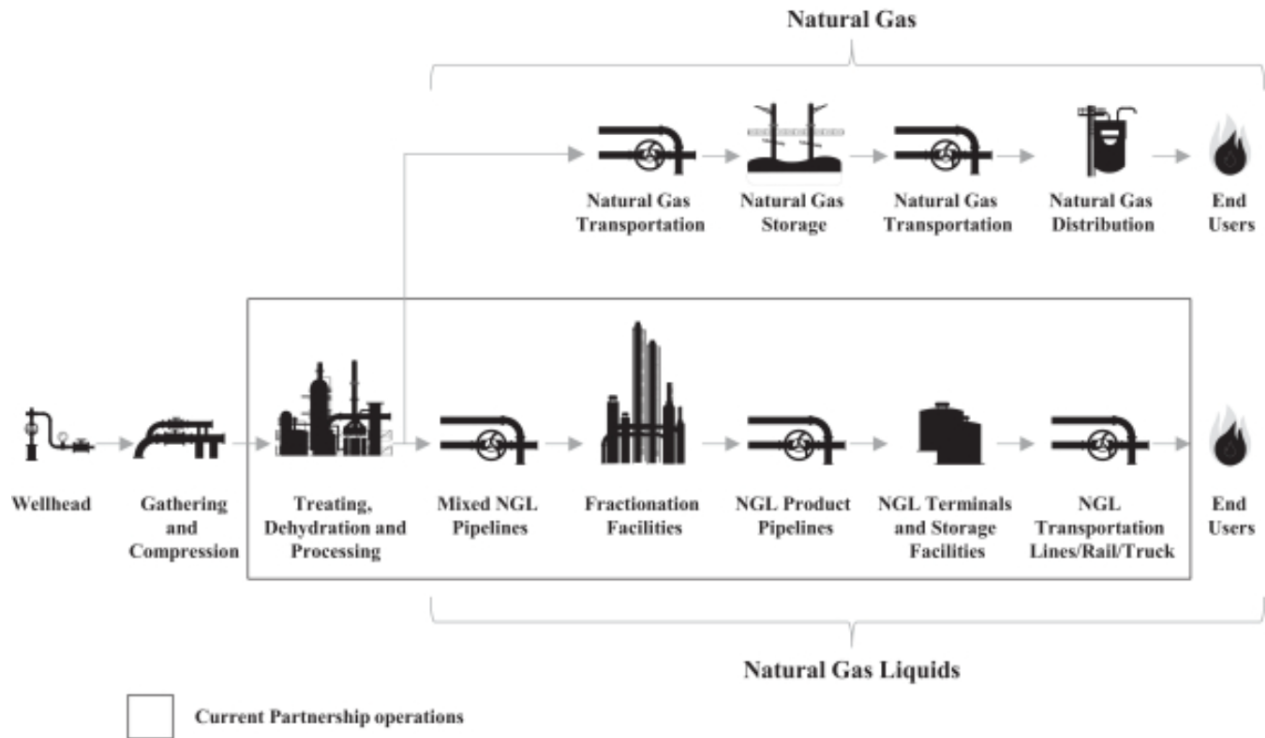 Natural Gas
Natural Gas
Transportation
Natural Gas
Storage
Natural Gas
Transportation
Natural Gas
Distribution
End
Users
Wellhead
Gathering
and
Compression
Treating,
Dehydration and
Processing
Mixed NGL
Pipelines
Fractionation
Facilities
NGL Product
Pipelines
NGL Terminals
and Storage
Facilities
NGL
Transportation
Lines/Rail/Truck
End
Users
Natural Gas Liquids
Current Partnership operations